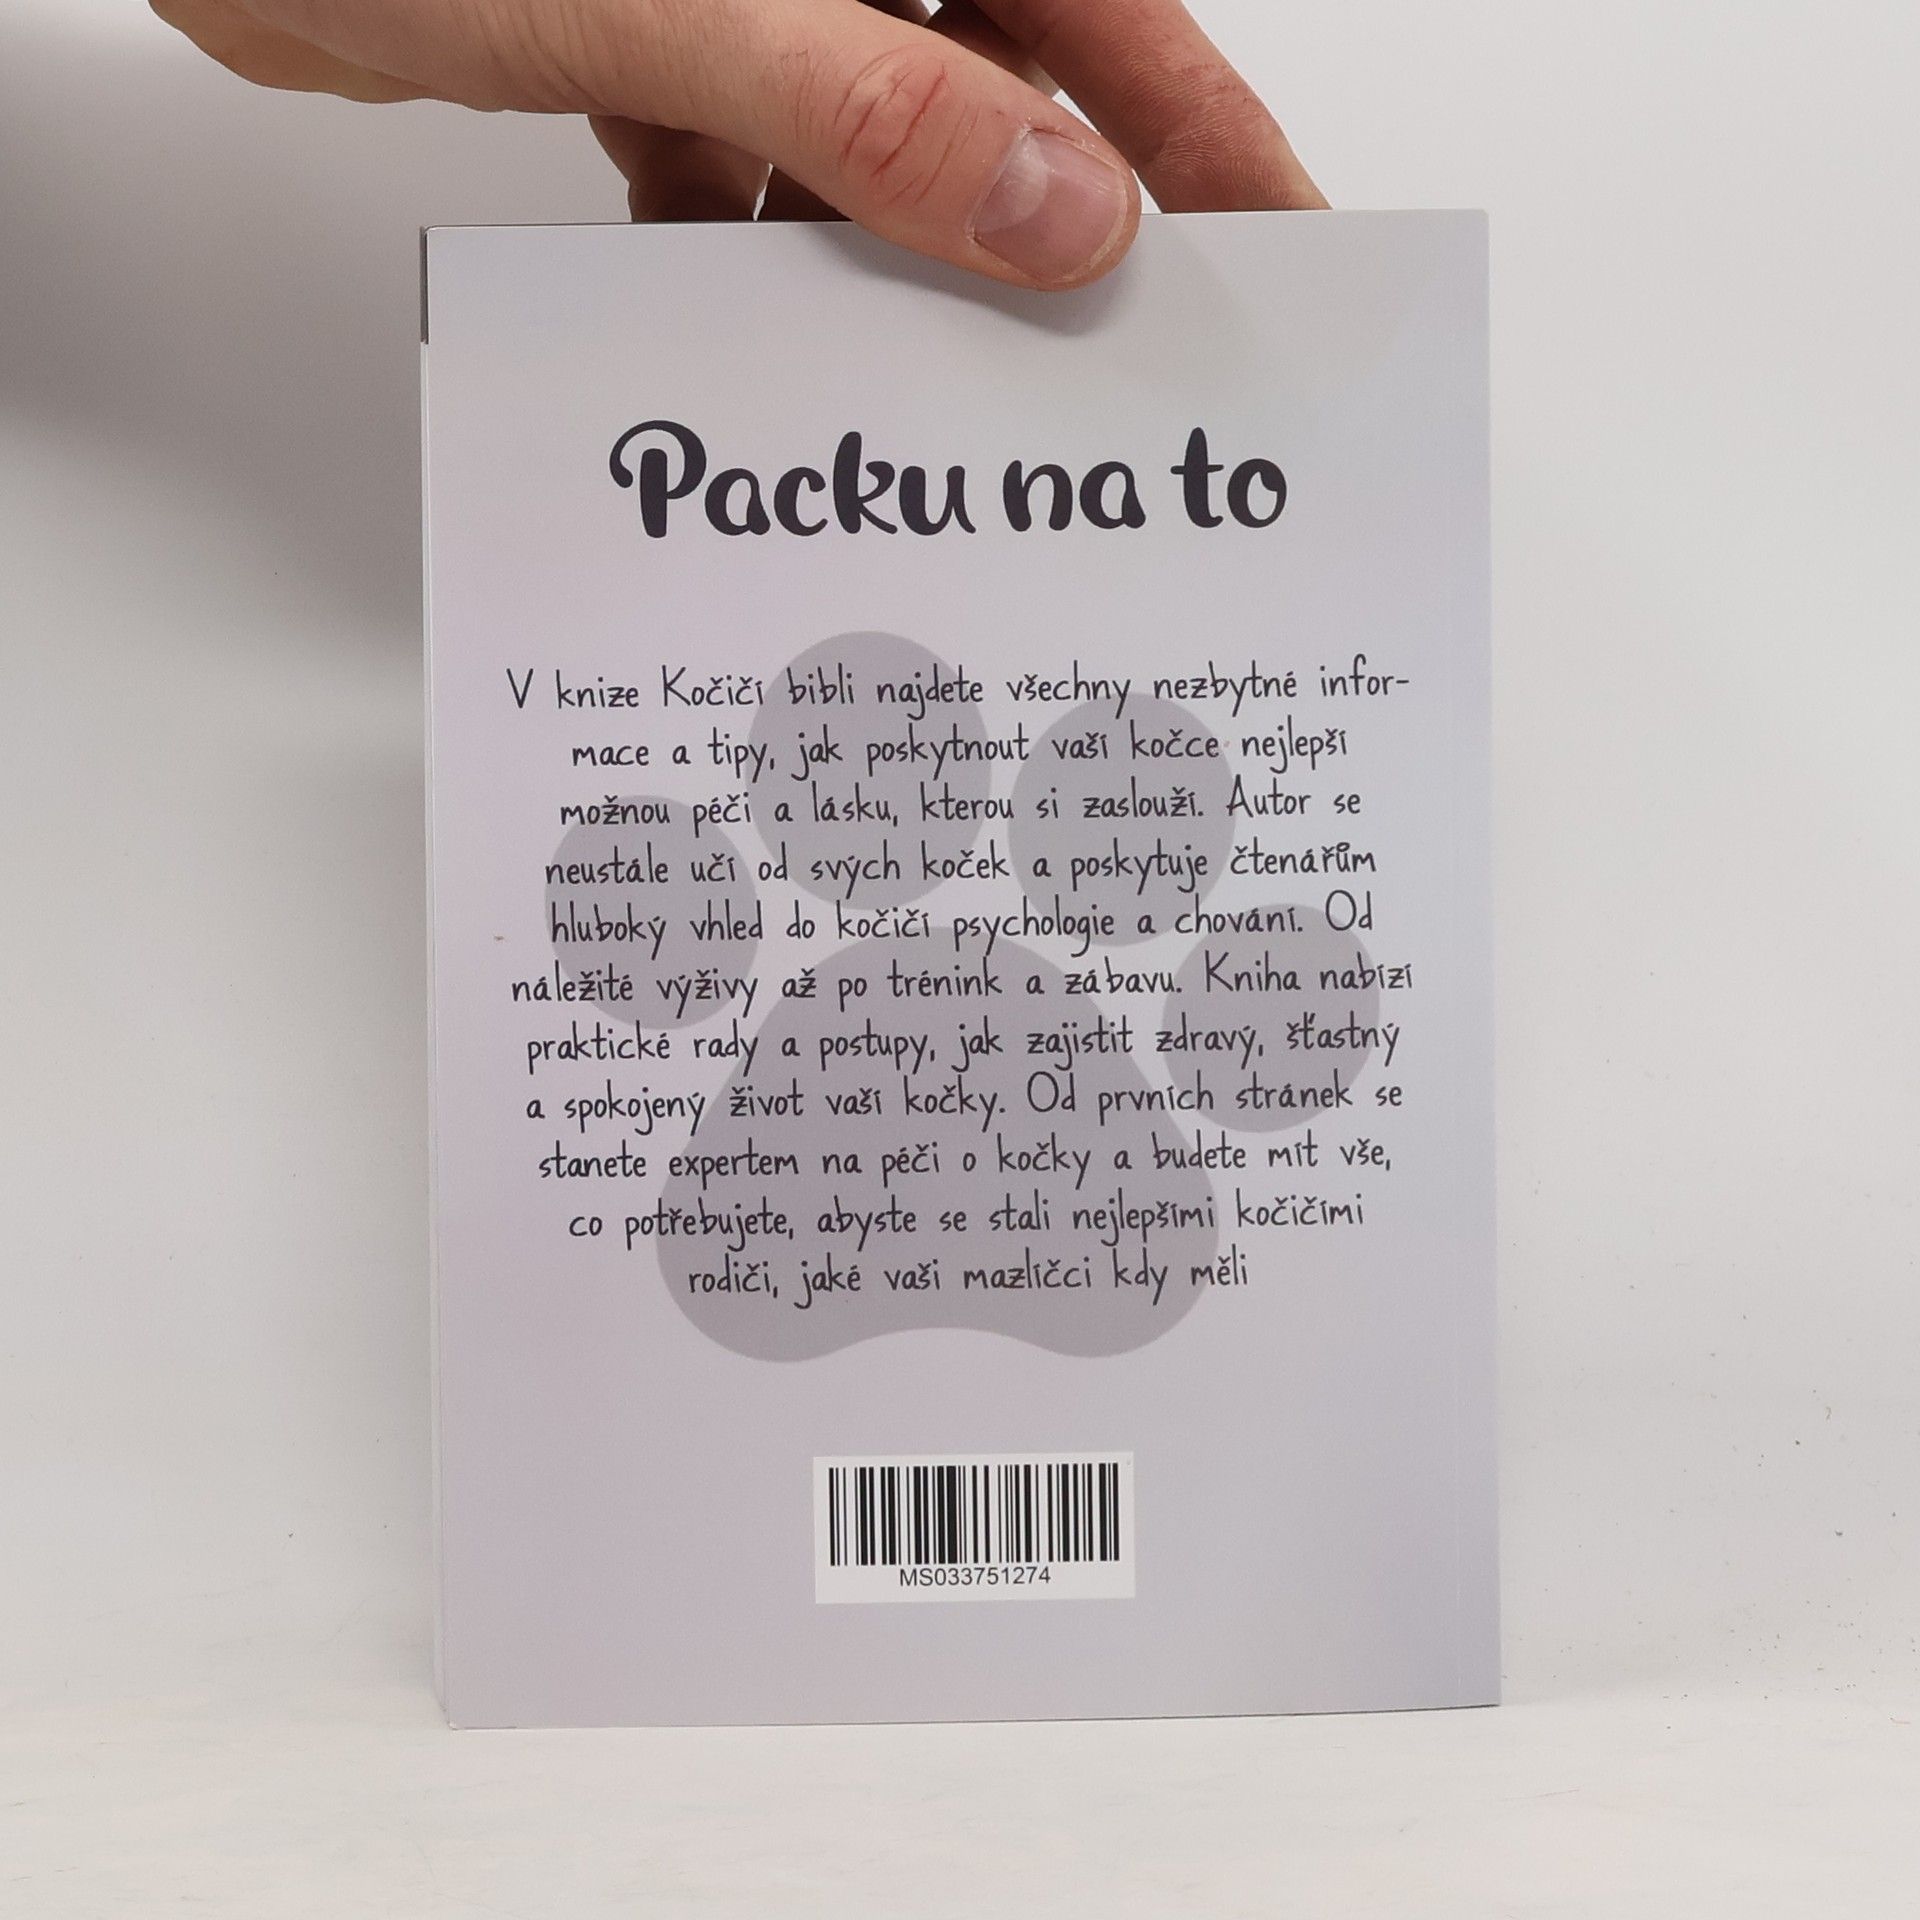 Packu na to
V knize Kočičí bibli najdete všechny nezbytné infor-
mace a tipy, jak poskytnout vaší kočce nejlepší
možnou péči a lásku, kterou si zaslouží. Autor se
neustále učí od svých koček a poskytuje čtenářům
hluboký vhled do kočičí psychologie a chování. Od
náležité výživy až po trénink a zábavu. Kniha nabízí
praktické rady a postupy, jak zajistit zdravý, šťastný
a spokojený život vaší kočky. Od prvních stránek se
stanete expertem na péči o kočky a budete mít vše,
co potřebujete, abyste se stali nejlepšími kočičími
rodiči, jaké vaši mazlíčci kdy měli
MS033751274